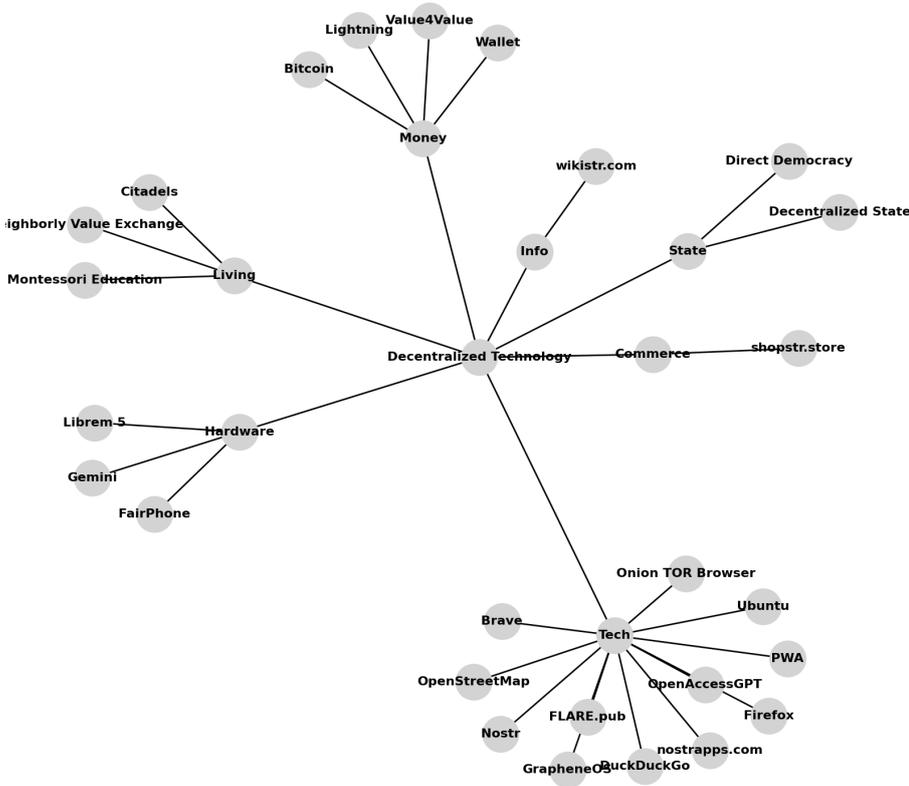 Value4Value
Lightning
Wallet
Bitcoin
Money
wikistr.com
Direct Democracy
Citadels
Decentralized State
eighborly Value Exchange
Info
State
Living
Montessori Education
shopstr.store
Commerce
Decentralized Technology
Librem 5
Hardware
Gemini
FairPhone
Onion TOR Browser
Ubuntu
Brave
Tech
PWA
OpenStreetMap
OpenAccessGPT
FLARE.pub
Firefox
Nostr
nostrapps.com
GrapheneOS
DuckDuckGo